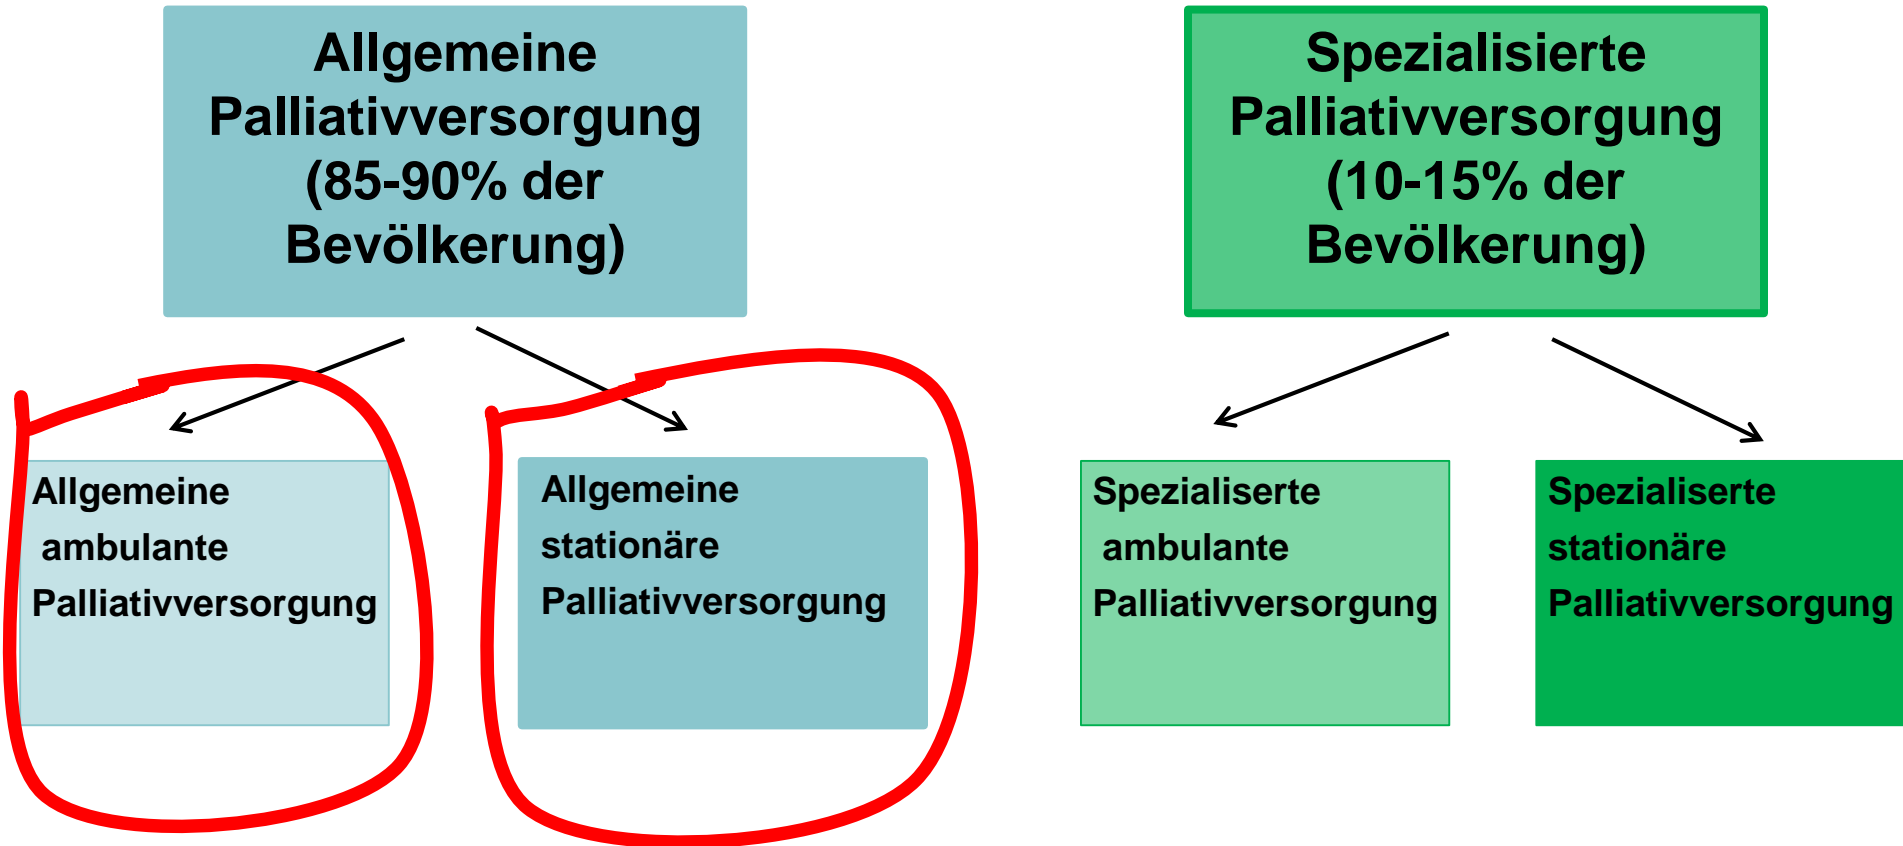 Allgemeine
Palliativversorgung
(85-90% der
Bevölkerung)
Spezialisierte
Palliativversorgung
(10-15% der
Bevölkerung)
Allgemeine
ambulante
Palliativversorgung
Allgemeine
stationäre
Palliativversorgung
Spezialiserte
ambulante
Palliativversorgung
Spezialiserte
stationäre
Palliativversorgung